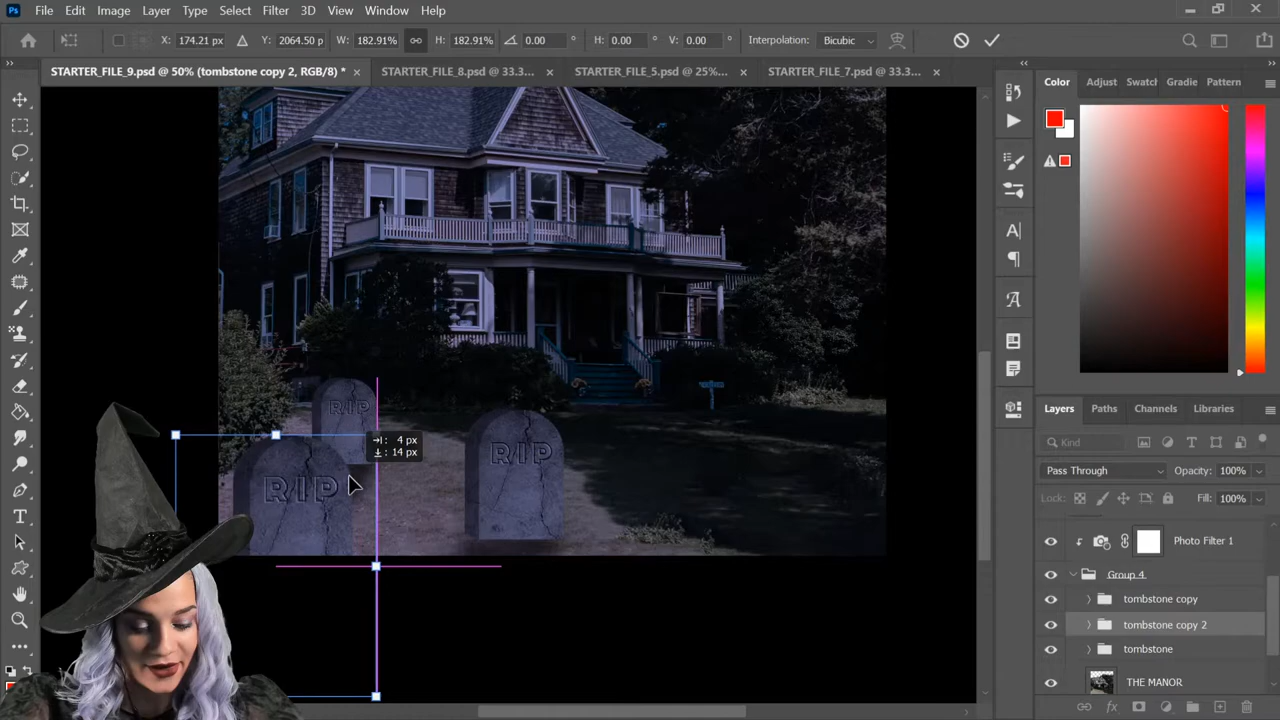 Ps File Edit Image Layer Type Select Filter 3D View Window Help
X: 174.21 px Y: 2064.50 p W: 182.91% H: 182.91% 0.00 ° H: 0.00 ° V: 0.00 ° Interpolation: Bicubic
STARTER_FILE_9.psd @ 50% (tombstone copy 2, RGB/8) * × STARTER_FILE_8.psd @ 33.3... × STARTER_FILE_5.psd @ 25%... × STARTER_FILE_7.psd @ 33.3... ×
Color Adjust Swatch Gradie Pattern
RIP
RIP
RIP
4 px
14 px
Layers Paths Channels Libraries
Kind
Pass Through Opacity: 100%
Lock: Fill: 100%
Photo Filter 1
Group 4
tombstone copy
tombstone copy 2
tombstone
THE MANOR
fx